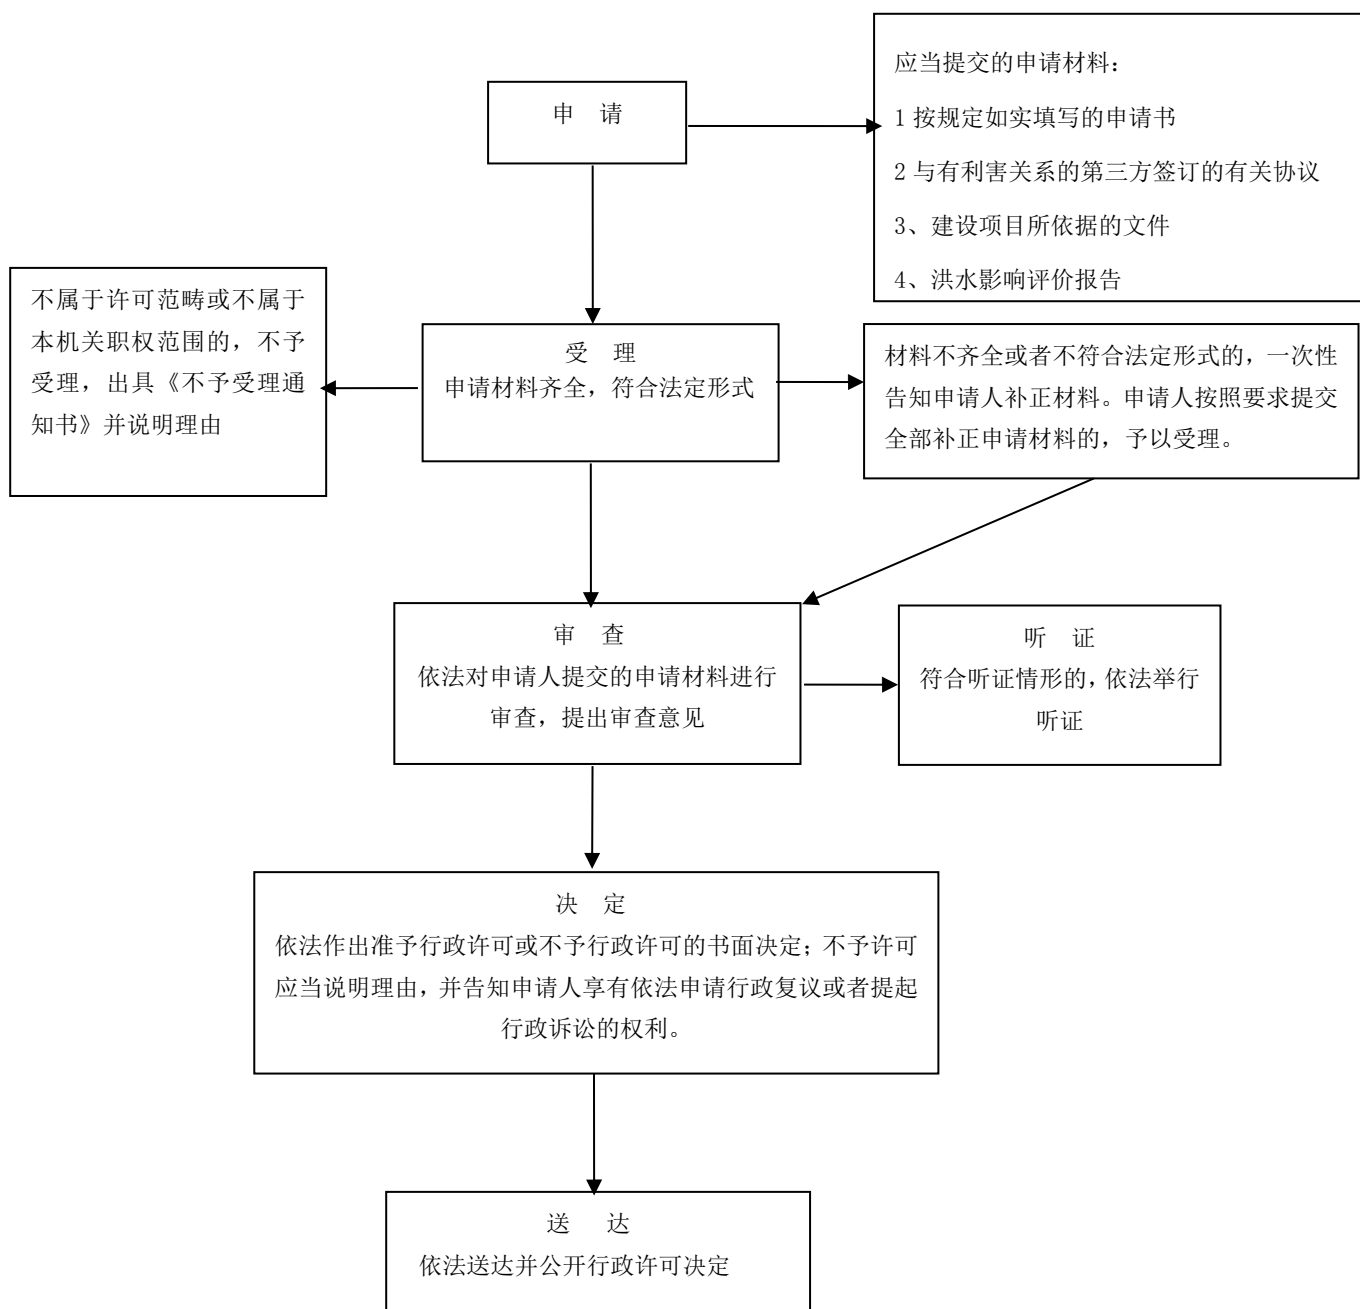 申 请
应当提交的申请材料：
1 按规定如实填写的申请书
2 与有利害关系的第三方签订的有关协议
3、建设项目所依据的文件
4、洪水影响评价报告
不属于许可范畴或不属于
本机关职权范围的，不予
受理，出具《不予受理通
知书》并说明理由
受 理
申请材料齐全，符合法定形式
材料不齐全或者不符合法定形式的，一次性
告知申请人补正材料。申请人按照要求提交
全部补正申请材料的，予以受理。
审 查
依法对申请人提交的申请材料进行
审查，提出审查意见
听 证
符合听证情形的，依法举行
听证
决 定
依法作出准予行政许可或不予行政许可的书面决定；不予许可
应当说明理由，并告知申请人享有依法申请行政复议或者提起
行政诉讼的权利。
送 达
依法送达并公开行政许可决定